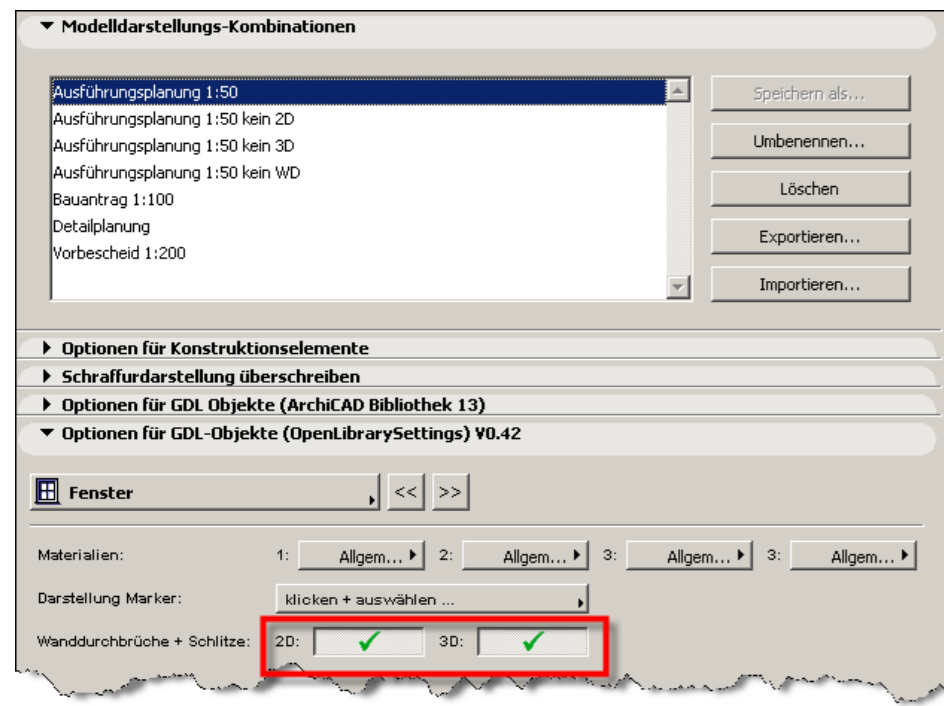 Modelldarstellungs-Kombinationen
Ausführungsplanung 1:50
Ausführungsplanung 1:50 kein 2D
Ausführungsplanung 1:50 kein 3D
Ausführungsplanung 1:50 kein WD
Bauantrag 1:100
Detailplanung
Vorbescheid 1:200
Speichern als...
Umbenennen...
Löschen
Exportieren...
Importieren...
Optionen für Konstruktionselemente
Schraffurdarstellung überschreiben
Optionen für GDL Objekte (ArchiCAD Bibliothek 13)
Optionen für GDL-Objekte (OpenLibrarySettings) V0.42
Fenster << >>
Materialien: 1: Allgem... 2: Allgem... 3: Allgem... 3: Allgem...
Darstellung Marker: klicken + auswählen ...
Wanddurchbrüche + Schlitze: 2D: 3D: